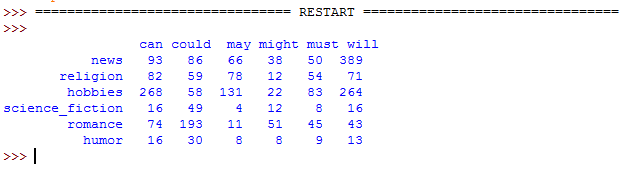 >>> ================================ RESTART ================================
>>>
can could may might must will
news 93 86 66 38 50 389
religion 82 59 78 12 54 71
hobbies 268 58 131 22 83 264
science_fiction 16 49 4 12 8 16
romance 74 193 11 51 45 43
humor 16 30 8 8 9 13
>>>